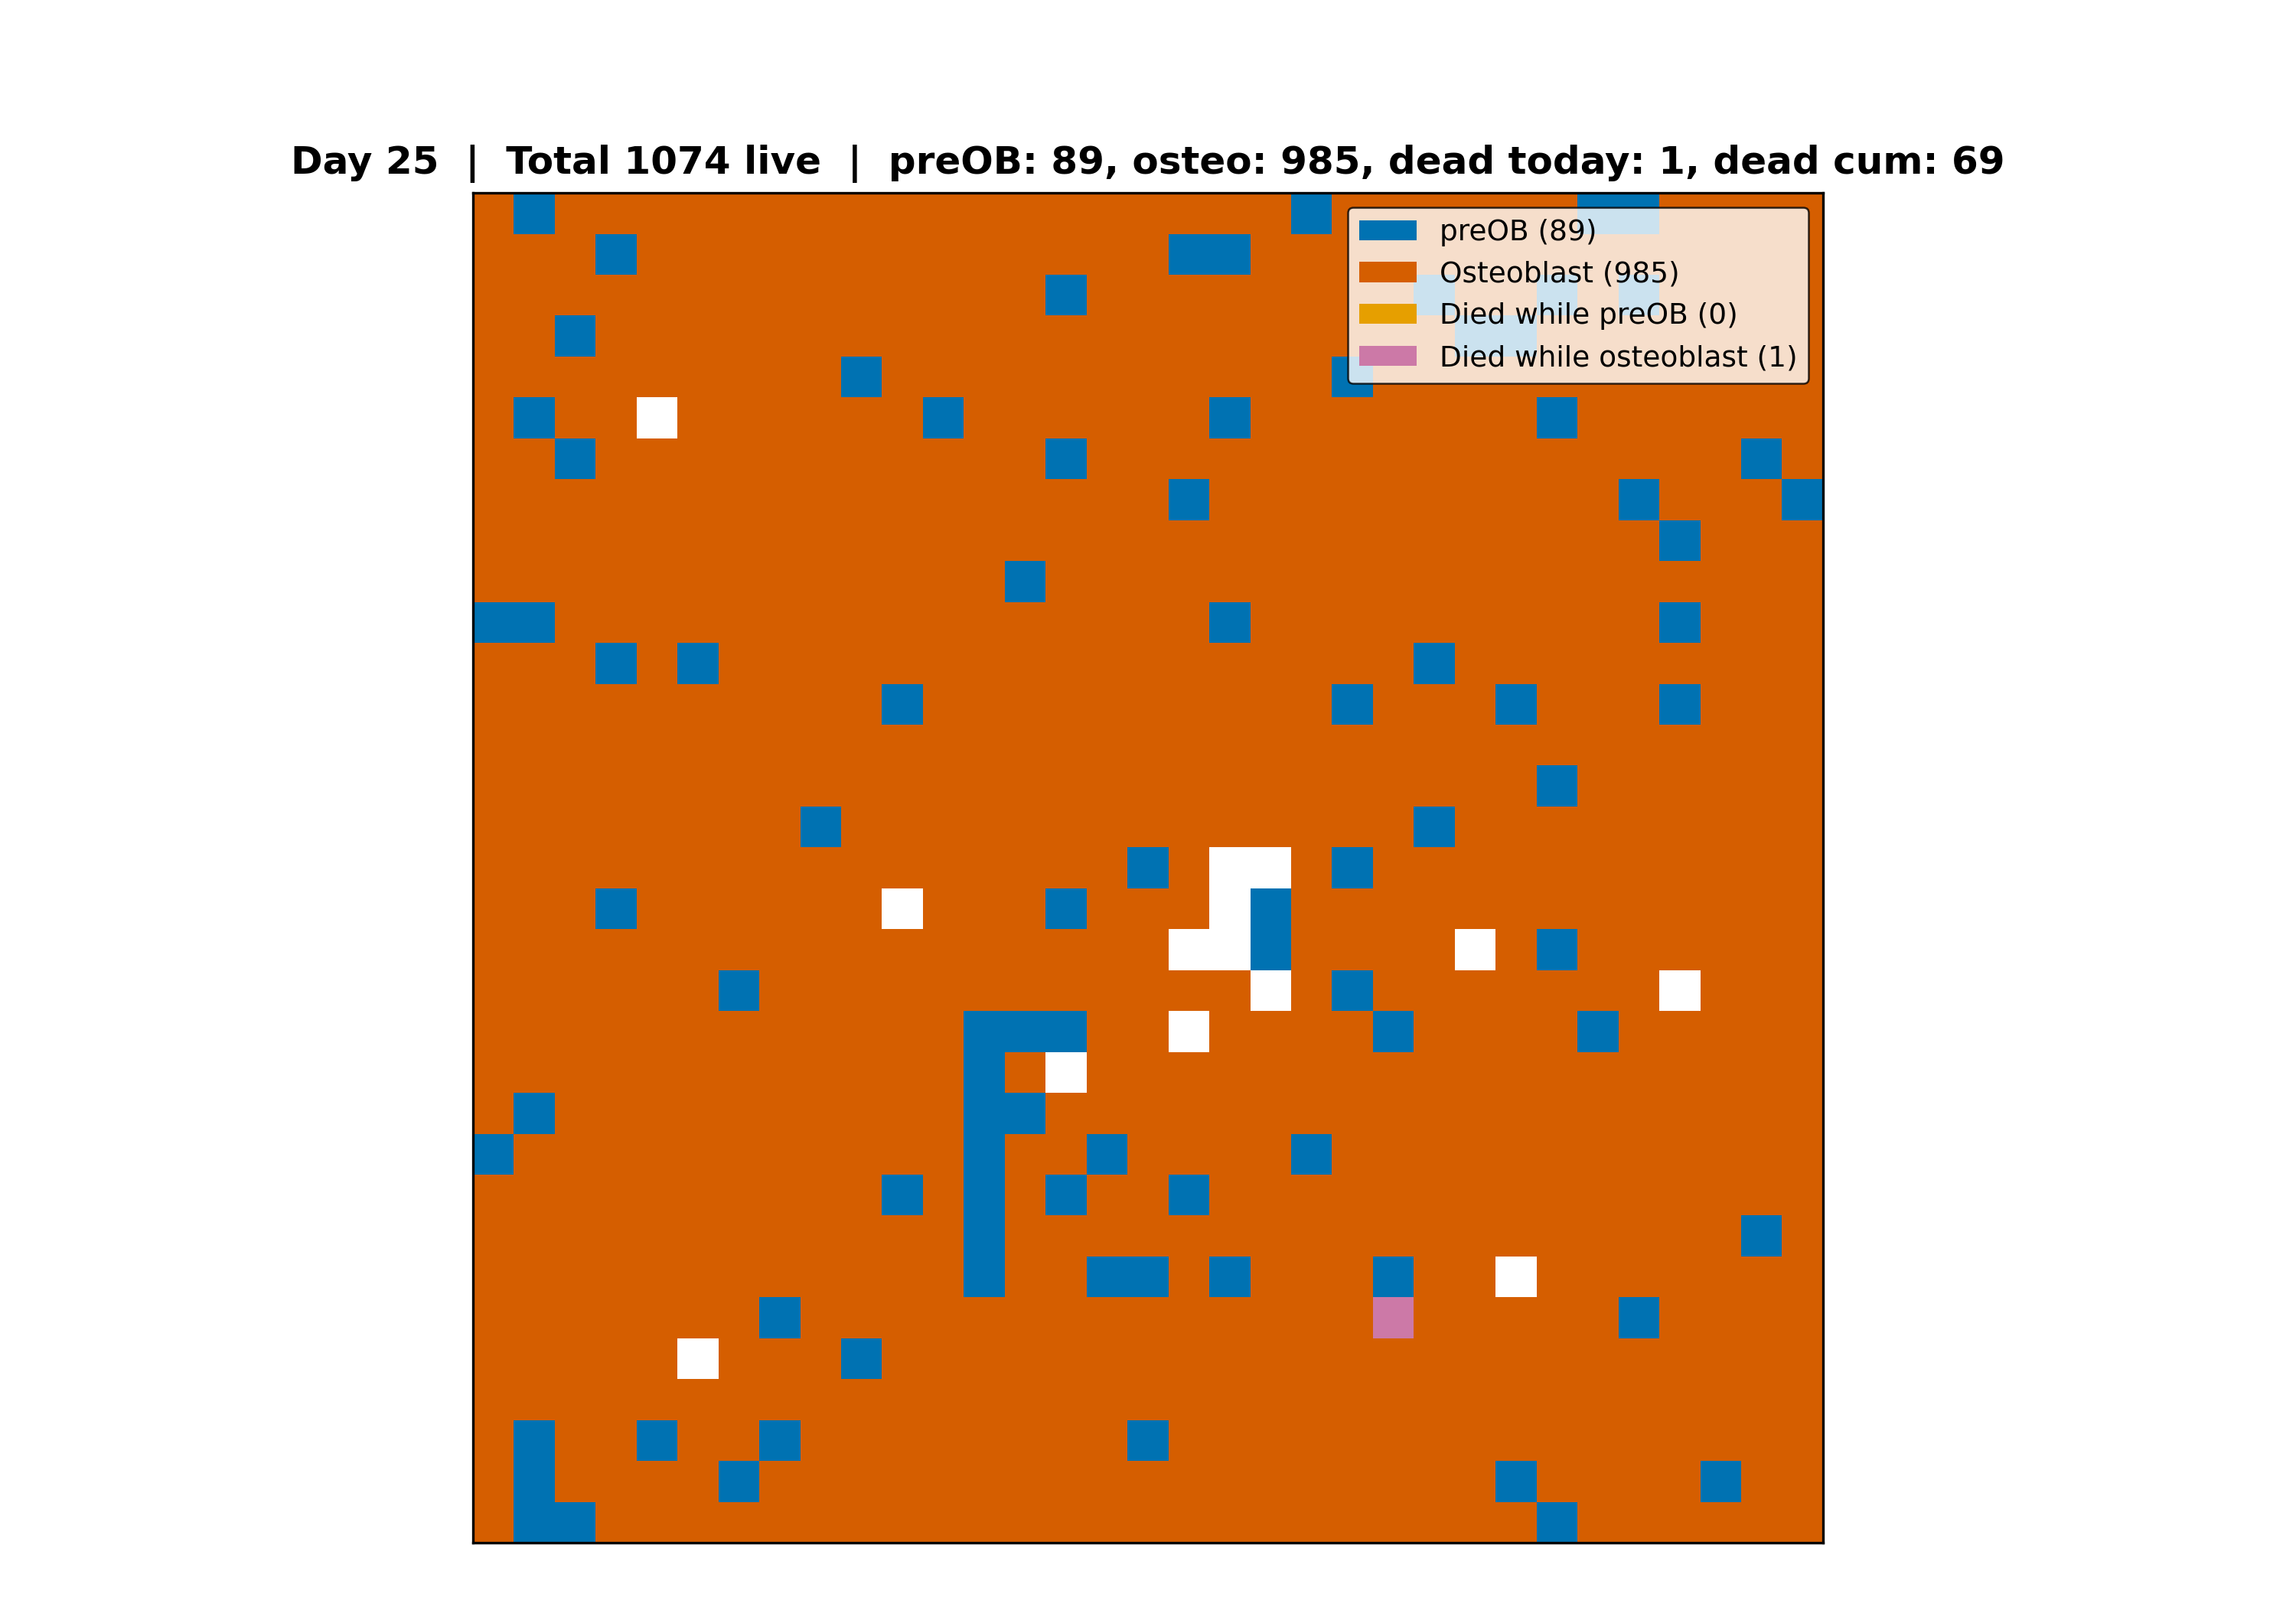 Day 25 | Total 1074 live | preOB: 89, osteo: 985, dead today: 1, dead cum: 69
preOB (89)
Osteoblast (985)
Died while preOB (0)
Died while osteoblast (1)